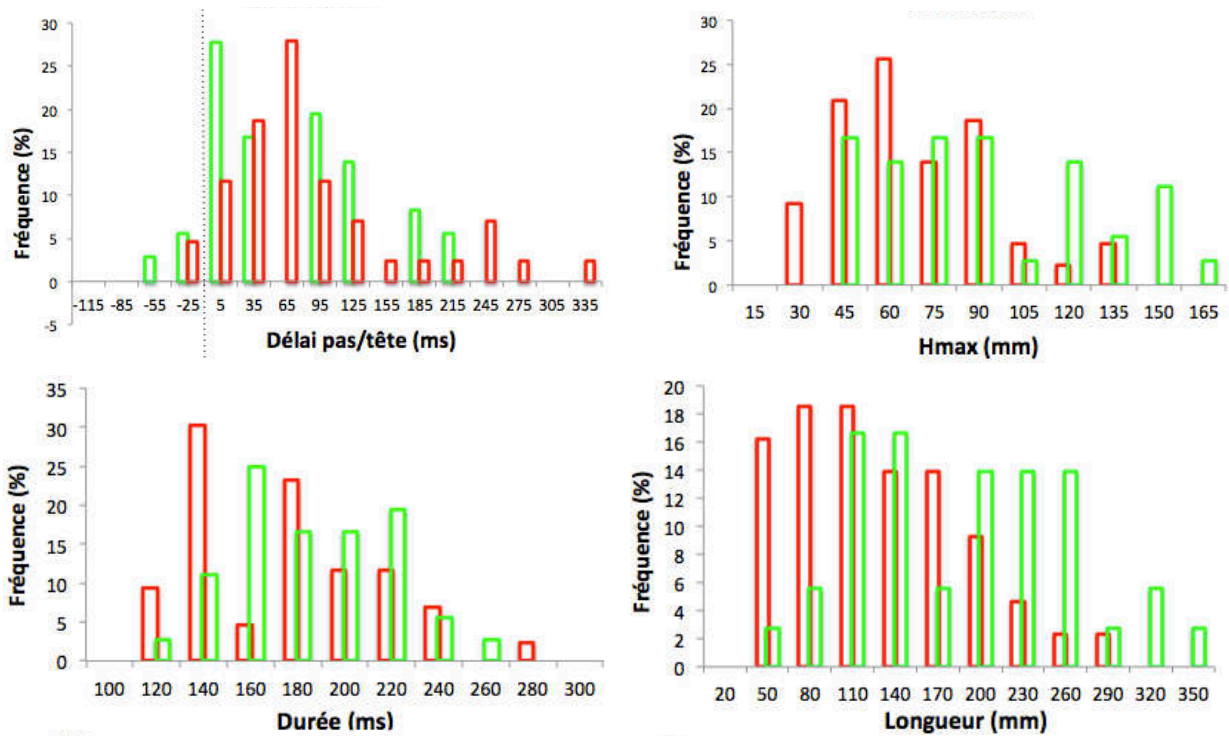 30
25
20
15
10
5
0
-5
Fréquence (%)
-115 -85 -55 -25 5 35 65 95 125 155 185 215 245 275 305 335
Délai pas/tête (ms)
30
25
20
15
10
5
0
Fréquence (%)
15 30 45 60 75 90 105 120 135 150 165
Hmax (mm)
35
30
25
20
15
10
5
0
Fréquence (%)
100 120 140 160 180 200 220 240 260 280 300
Durée (ms)
20
18
16
14
12
10
8
6
4
2
0
Fréquence (%)
20 50 80 110 140 170 200 230 260 290 320 350
Longueur (mm)